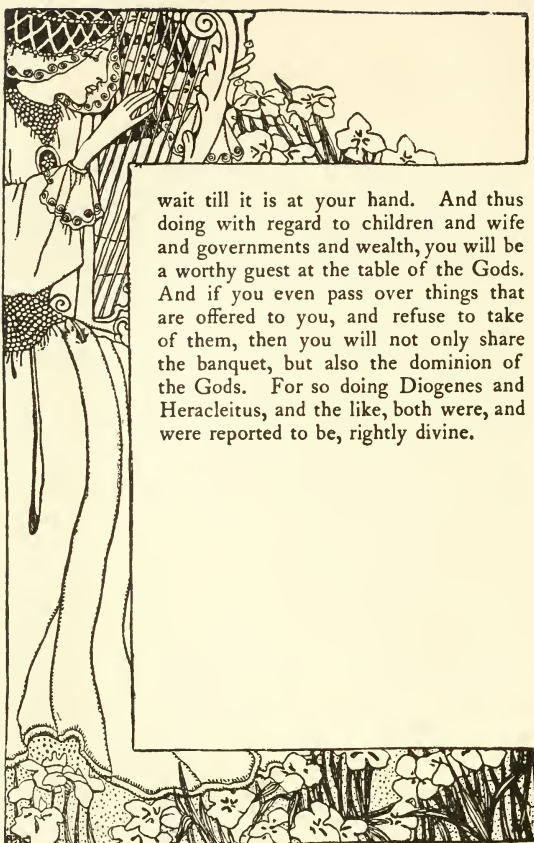 wait till it is at your hand. And thus
doing with regard to children and wife
and governments and wealth, you will be
a worthy guest at the table of the Gods.
And if you even pass over things that
are offered to you, and refuse to take
of them, then you will not only share
the banquet, but also the dominion of
the Gods. For so doing Diogenes and
Heracleitus, and the like, both were, and
were reported to be, rightly divine.